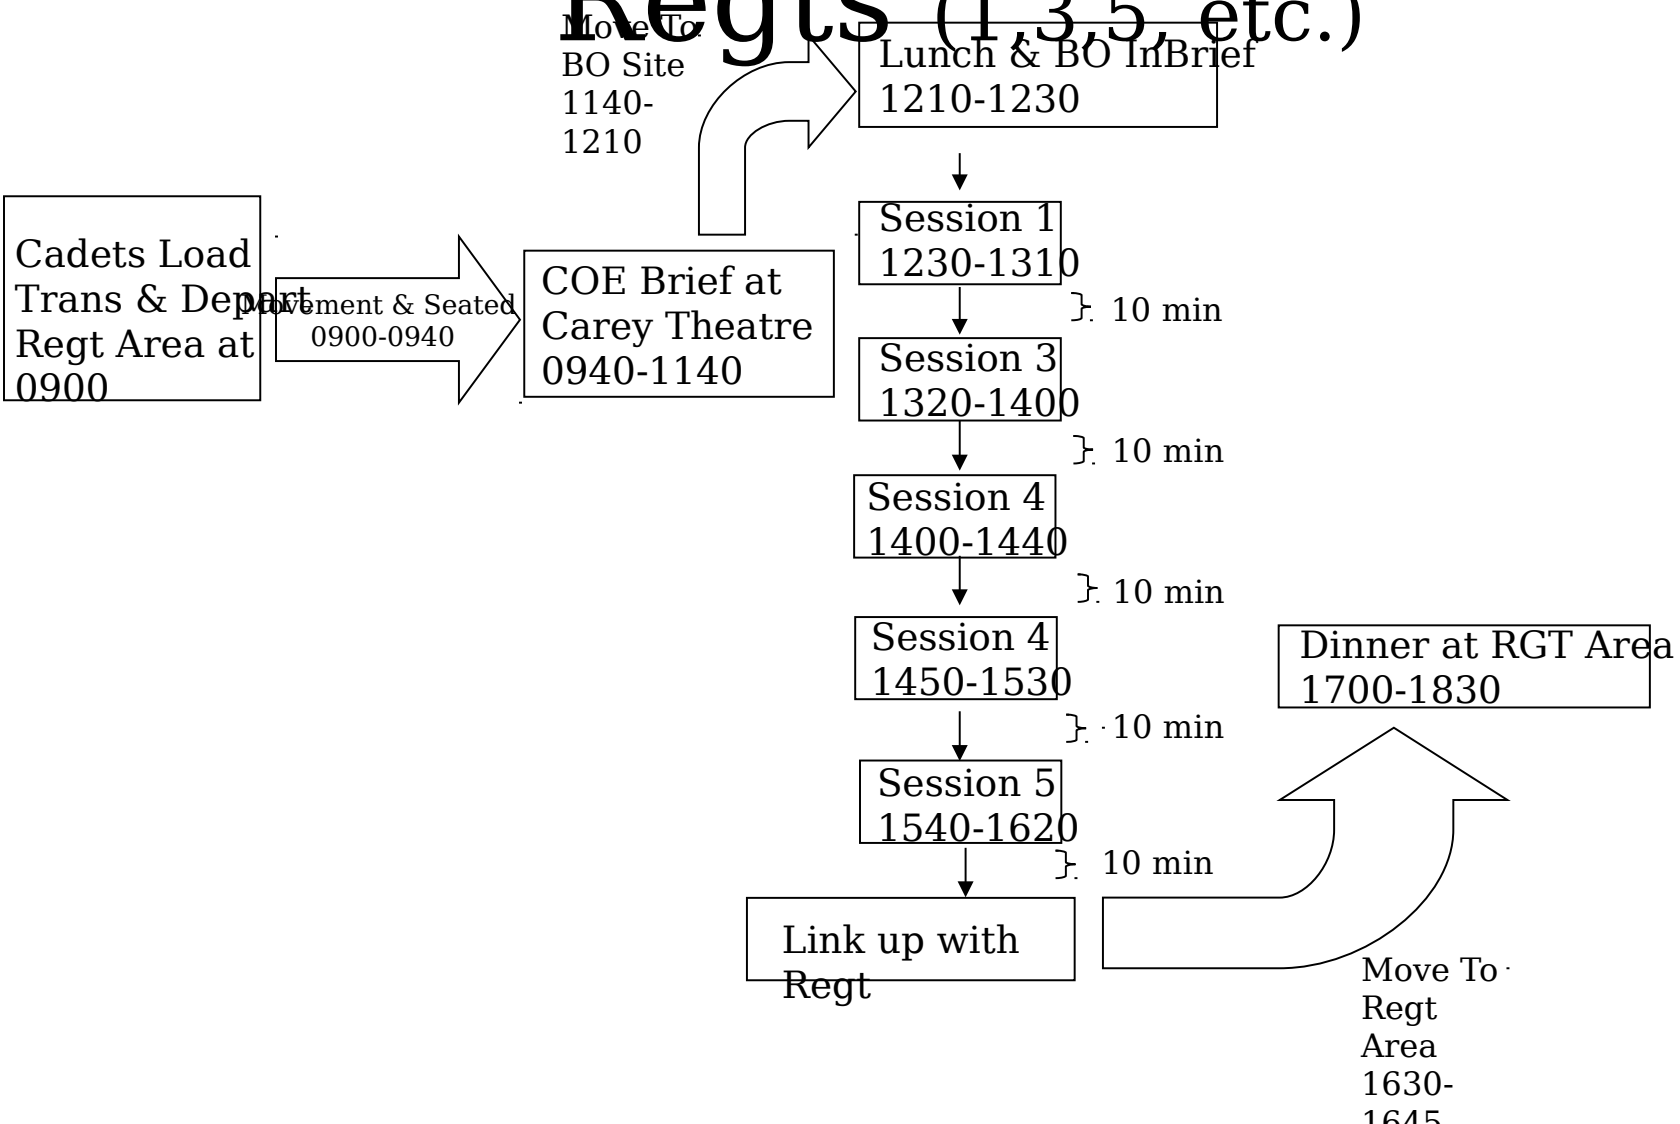 Regts (1,3,5, etc.)
Move To
BO Site
1140-
1210
Lunch & BO InBrief
1210-1230
Cadets Load
Trans & Depart
Regt Area at
0900
Movement & Seated
0900-0940
COE Brief at
Carey Theatre
0940-1140
Session 1
1230-1310
10 min
Session 3
1320-1400
10 min
Session 4
1400-1440
10 min
Session 4
1450-1530
10 min
Session 5
1540-1620
10 min
Link up with
Regt
Dinner at RGT Area
1700-1830
Move To
Regt
Area
1630-
1645